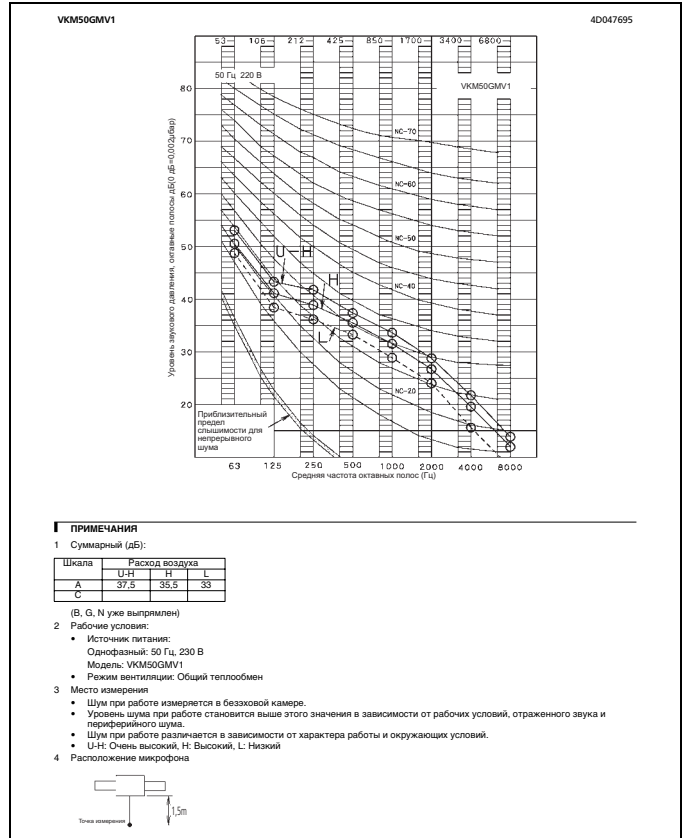 VKM50GMV1 4D047695
53 106 212 425 850 1700 3400 6800
50 Гц 220 В VKM50GMV1
80
NC-70
70
NC-60
60
NC-50
50
U-H
NC-40
H
40
L
30
NC-20
20
Уровень звукового давления, октавные полосы дБ(0 дБ=0,002µбар)
Приблизительный
предел
слышимости для
непрерывного
шума
63 125 250 500 1000 2000 4000 8000
Средняя частота октавных полос (Гц)
ПРИМЕЧАНИЯ
1 Суммарный (дБ):
Шкала Расход воздуха
U-H H L
A 37,5 35,5 33
C
(B, G, N уже выпрямлен)
2 Рабочие условия:
• Источник питания:
Однофазный: 50 Гц, 230 В
Модель: VKM50GMV1
• Режим вентиляции: Общий теплообмен
3 Место измерения
• Шум при работе измеряется в безэховой камере.
• Уровень шума при работе становится выше этого значения в зависимости от рабочих условий, отраженного звука и
периферийного шума.
• Шум при работе различается в зависимости от характера работы и окружающих условий.
• U-H: Очень высокий, H: Высокий, L: Низкий
4 Расположение микрофона
1,5m
Точка измерения